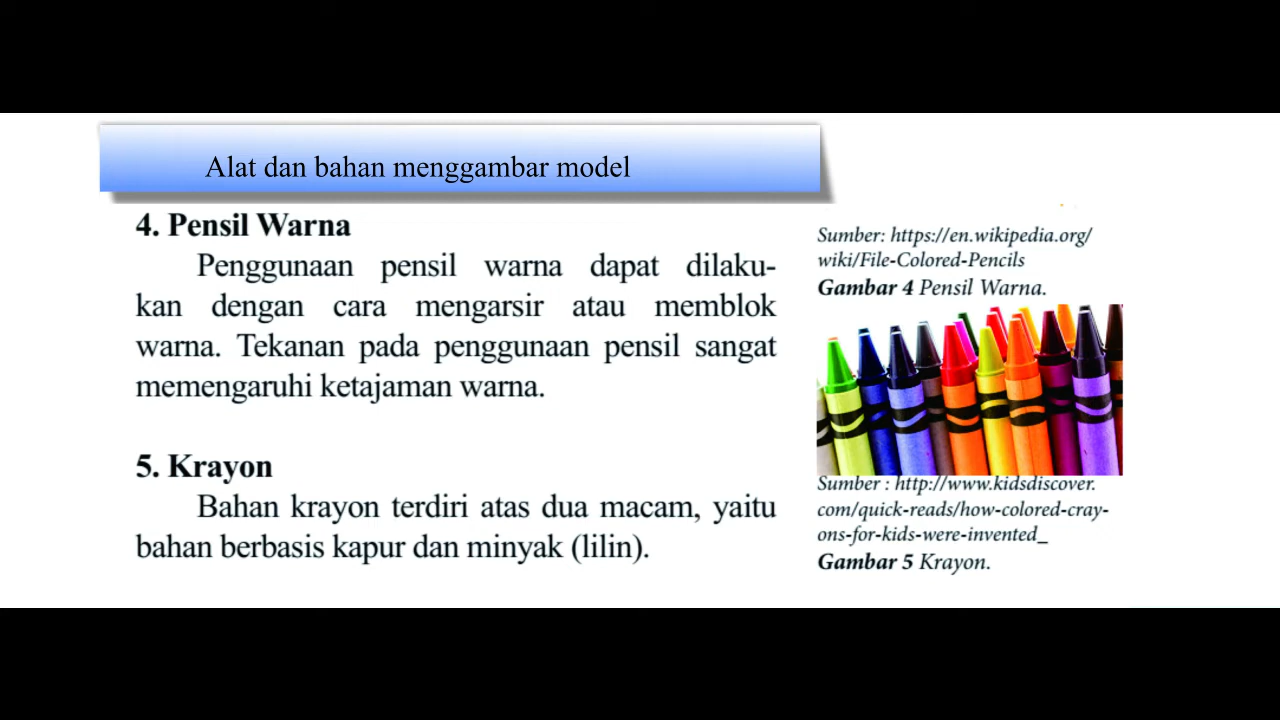 Alat dan bahan menggambar model
4. Pensil Warna
Penggunaan pensil warna dapat dilaku-
kan dengan cara mengarsir atau memblok
warna. Tekanan pada penggunaan pensil sangat
memengaruhi ketajaman warna.
5. Krayon
Bahan krayon terdiri atas dua macam, yaitu
bahan berbasis kapur dan minyak (lilin).
Sumber: https://en.wikipedia.org/
wiki/File-Colored-Pencils
Gambar 4 Pensil Warna.
Sumber : http://www.kidsdiscover.
com/quick-reads/how-colored-cray-
ons-for-kids-were-invented_
Gambar 5 Krayon.